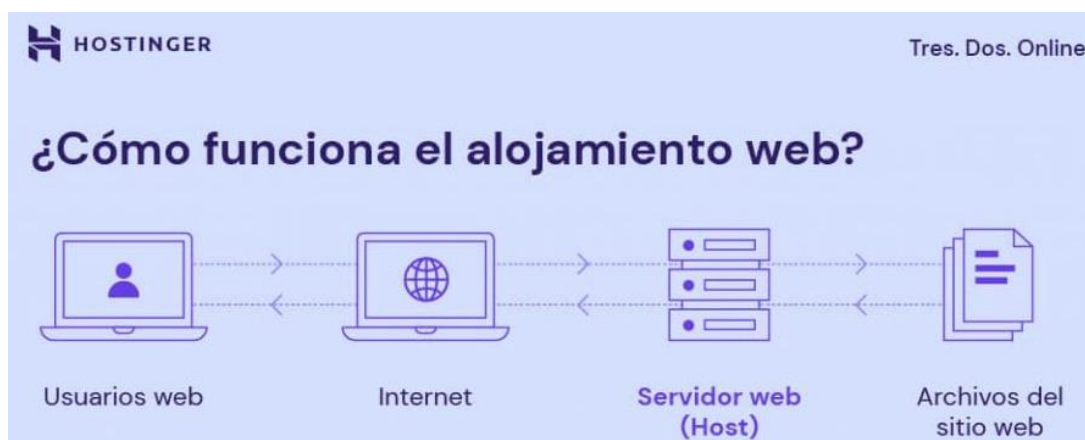 HOSTINGER
Tres. Dos. Online
¿Cómo funciona el alojamiento web?
Usuarios web
Internet
Servidor web
(Host)
Archivos del
sitio web